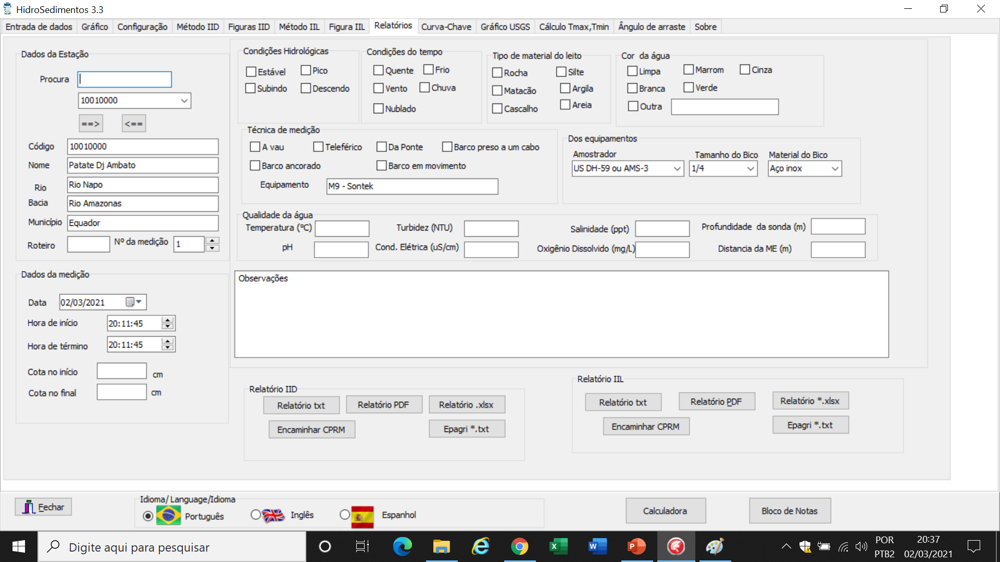 HidroSedimentos 3.3
Entrada de dados Gráfico Configuração Método IID Figuras IID Método IIL Figura IIL Relatórios Curva-Chave Gráfico USGS Cálculo Tmax,Tmin Ângulo de arraste Sobre
Dados da Estação
Procura
10010000
==> <==
Código 10010000
Nome Patate Dj Ambato
Rio Rio Napo
Bacia Rio Amazonas
Município Equador
Roteiro Nº da medição 1
Dados da medição
Data 02/03/2021
Hora de início 20:11:45
Hora de término 20:11:45
Cota no início cm
Cota no final cm
Condições Hidrológicas
Estável Pico
Subindo Descendo
Condições do tempo
Quente Frio
Vento Chuva
Nublado
Tipo de material do leito
Rocha Silte
Matacão Argila
Cascalho Areia
Cor da água
Limpa Marrom Cinza
Branca Verde
Outra
Técnica de medição
A vau Teleférico Da Ponte Barco preso a um cabo
Barco ancorado Barco em movimento
Equipamento M9 - Sontek
Dos equipamentos
Amostrador Tamanho do Bico Material do Bico
US DH-59 ou AMS-3 1/4 Aço inox
Qualidade da água
Temperatura (ºC) Turbidez (NTU) Salinidade (ppt) Profundidade da sonda (m)
pH Cond. Elétrica (uS/cm) Oxigênio Dissolvido (mg/L) Distancia da ME (m)
Observações
Relatório IID
Relatório txt Relatório PDF Relatório .xlsx
Encaminhar CPRM Epagri *.txt
Relatório IIL
Relatório txt Relatório PDF Relatório *.xlsx
Encaminhar CPRM Epagri *.txt
Fechar
Idioma/ Language/Idioma
Português Inglês Espanhol
Calculadora Bloco de Notas
Digite aqui para pesquisar
POR
PTB2
20:37
02/03/2021